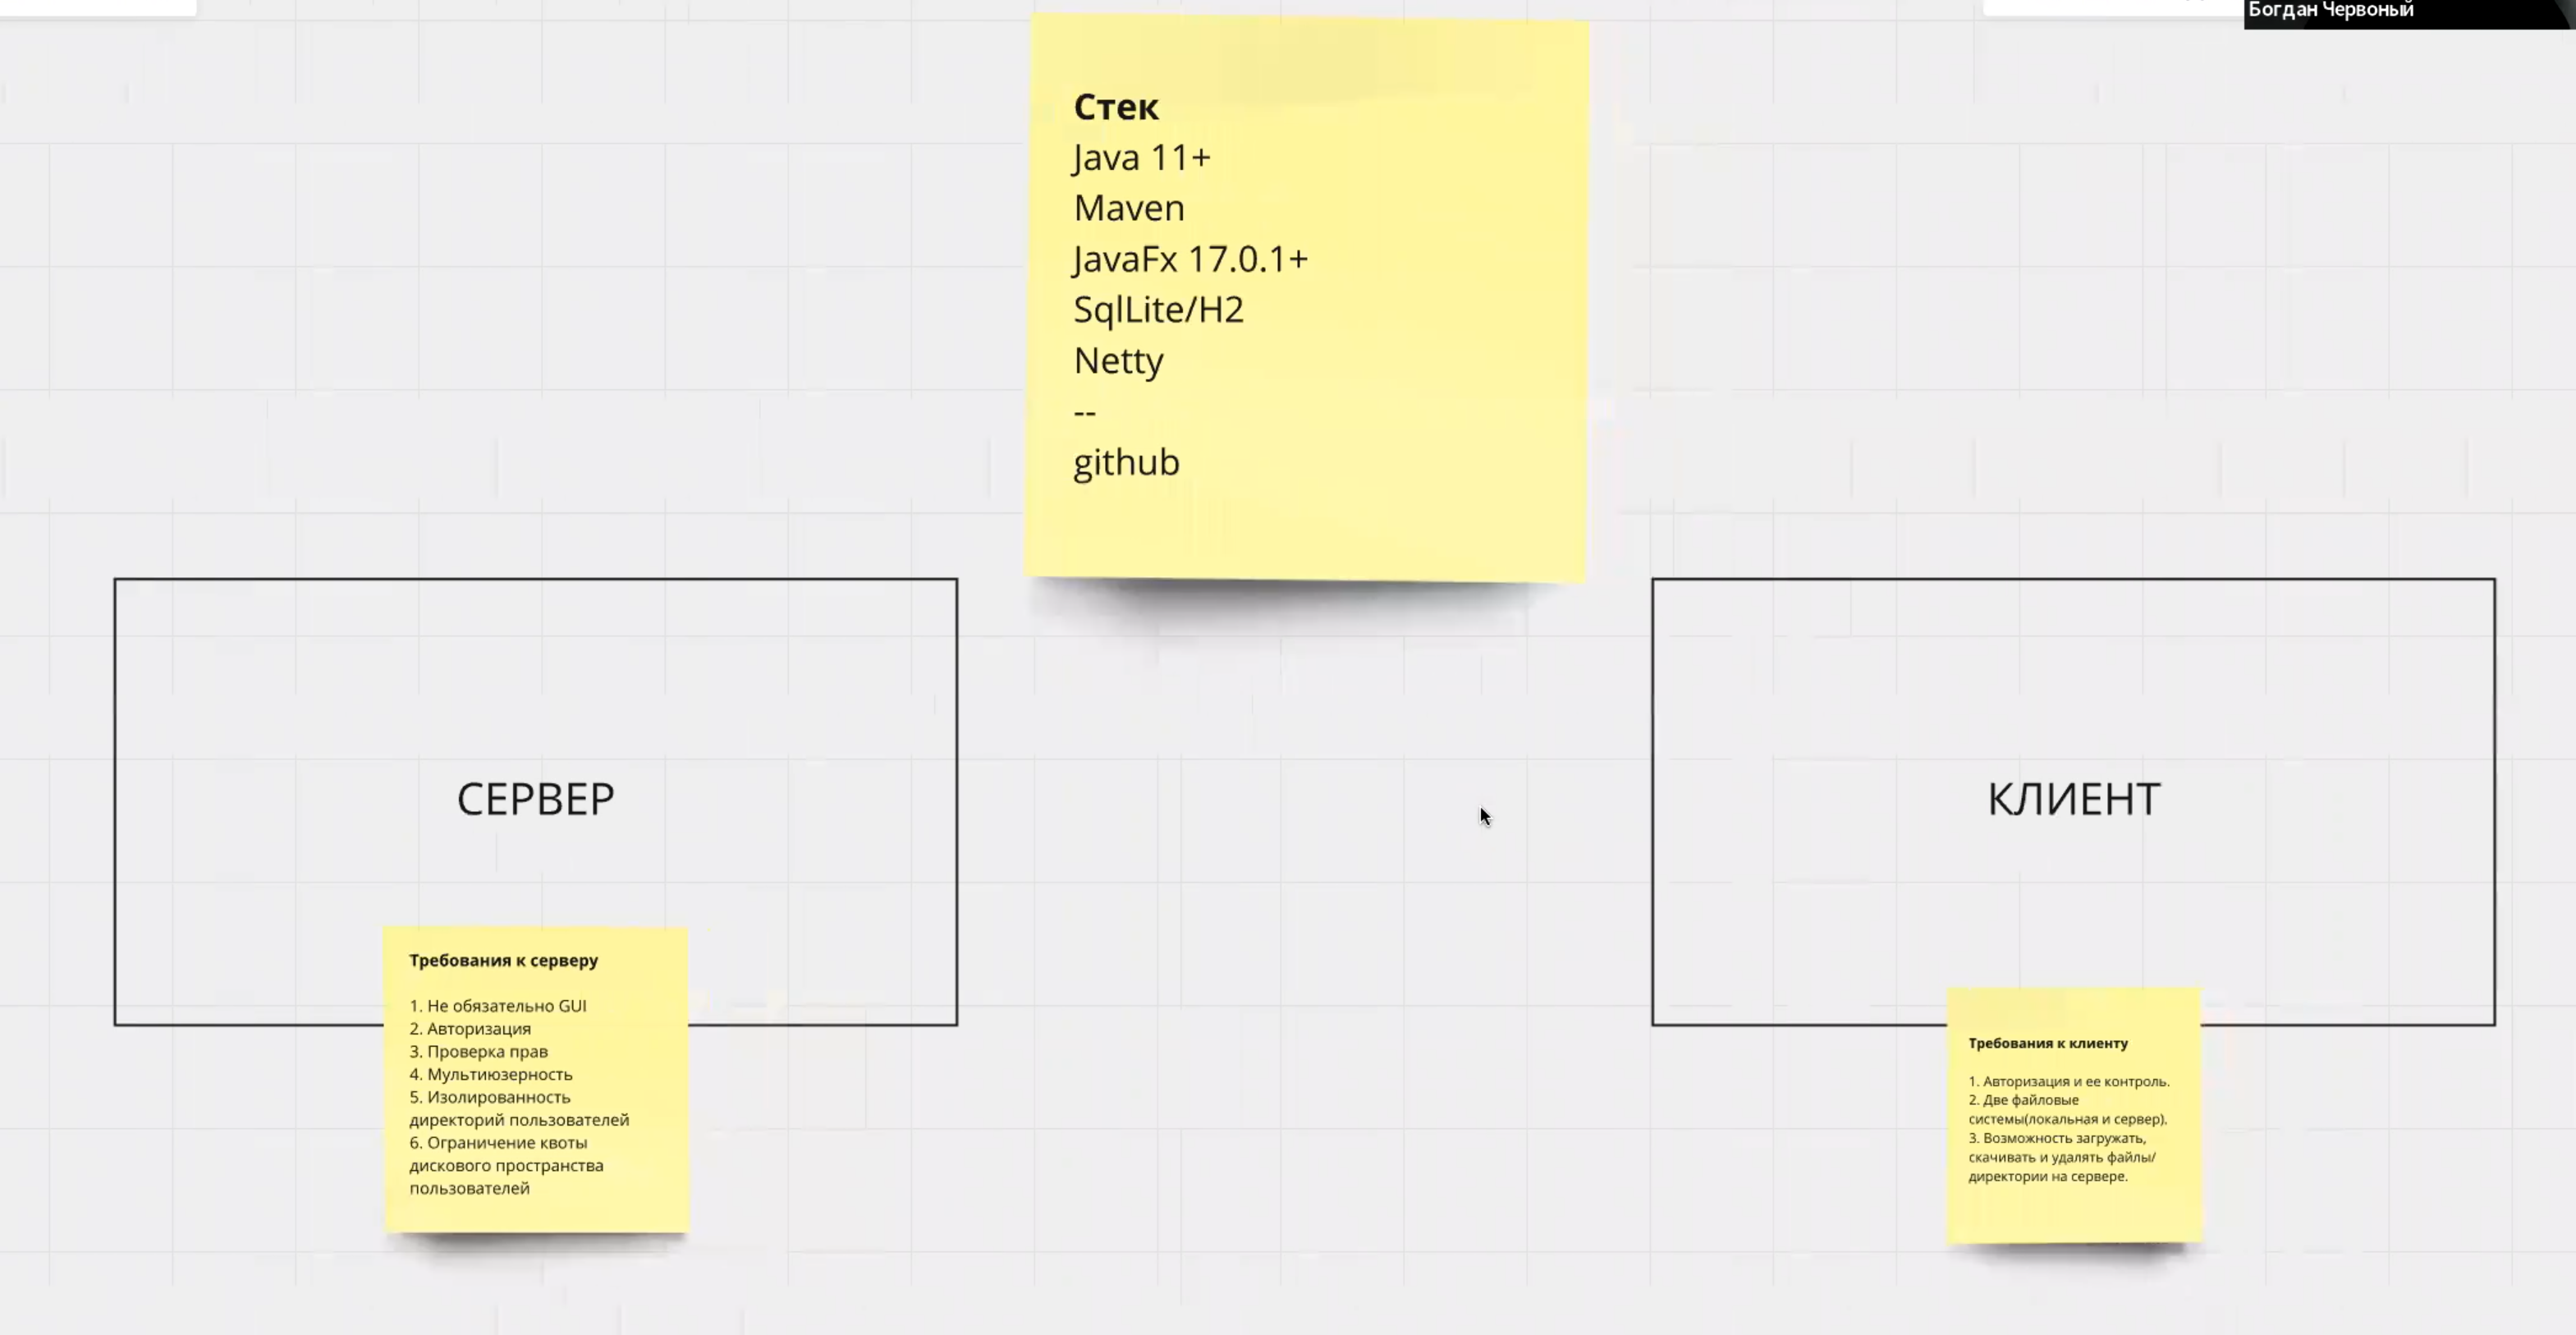 Богдан Червоный
Стек
Java 11+
Maven
JavaFx 17.0.1+
SqlLite/H2
Netty
--
github
СЕРВЕР
КЛИЕНТ
Требования к серверу
1. Не обязательно GUI
2. Авторизация
3. Проверка прав
4. Мультиюзерность
5. Изолированность
директорий пользователей
6. Ограничение квоты
дискового пространства
пользователей
Требования к клиенту
1. Авторизация и ее контроль.
2. Две файловые
системы(локальная и сервер).
3. Возможность загружать,
скачивать и удалять файлы/
директории на сервере.